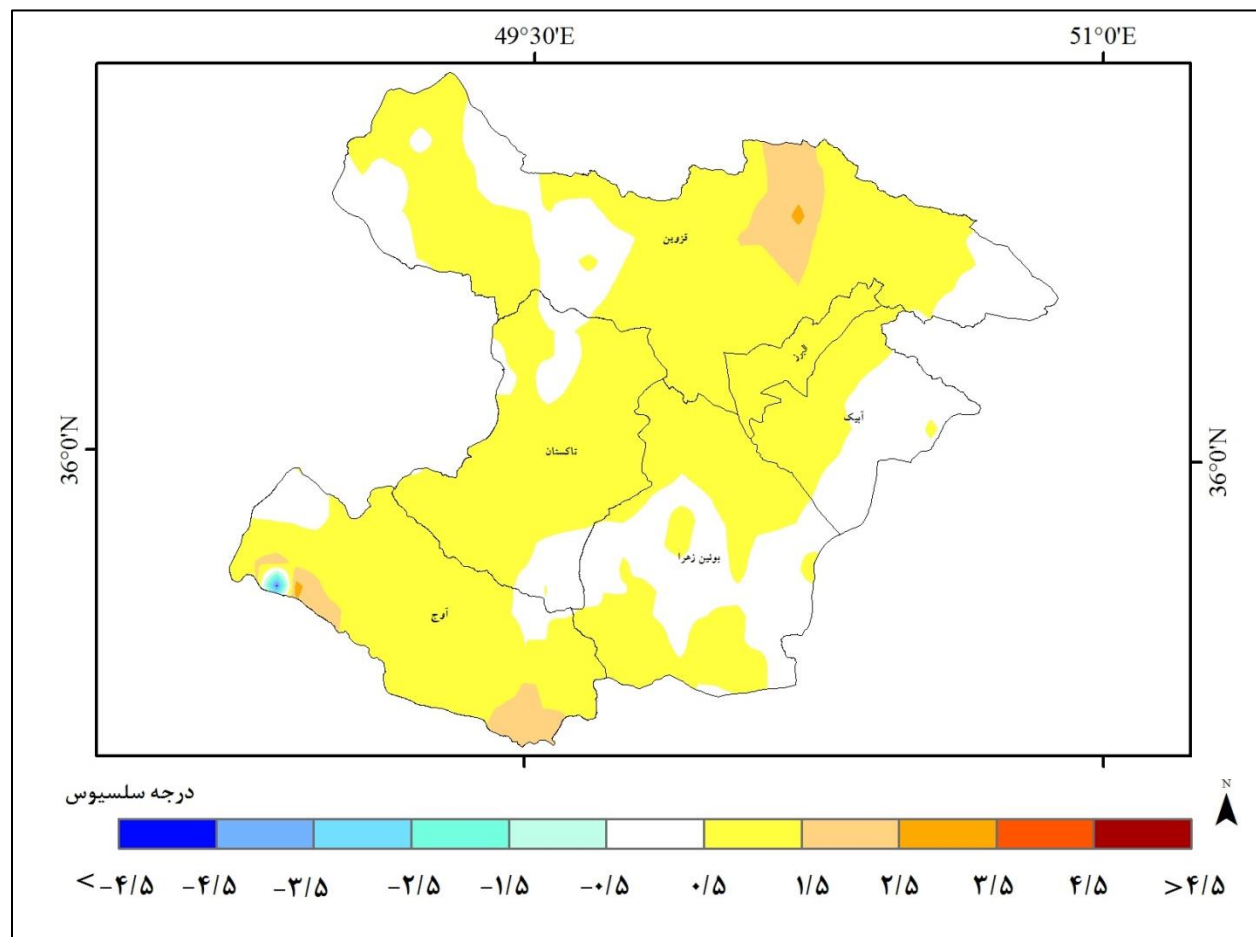 49°30'E 51°0'E
قزوین
البرز
آبیک
36°0'N 36°0'N
تاکستان
بوئین زهرا
آوج
درجه سلسیوس
N
< -۴/۵ -۴/۵ -۳/۵ -۲/۵ -۱/۵ -۰/۵ ۰/۵ ۱/۵ ۲/۵ ۳/۵ ۴/۵ >۴/۵